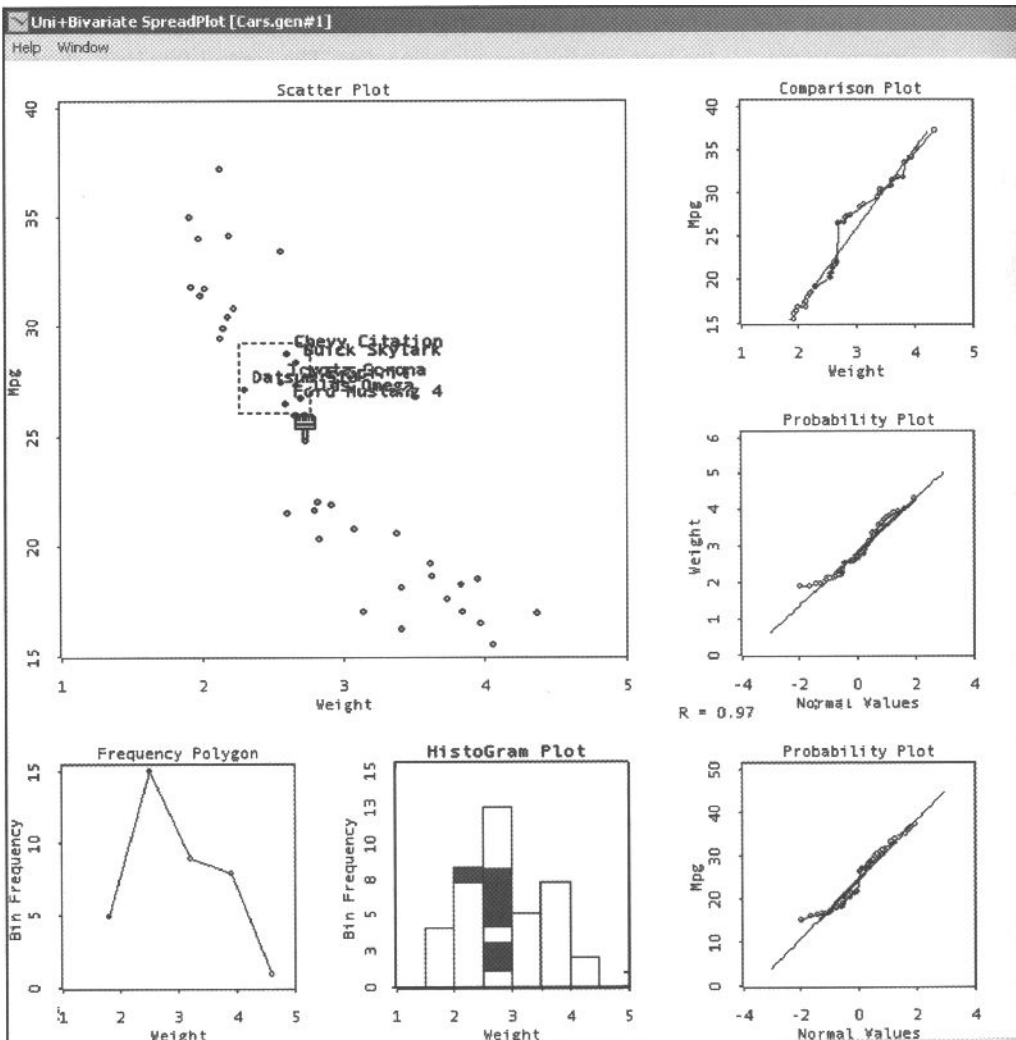 Uni+Bivariate SpreadPlot [Cars.gen#1]
Help Window
Scatter Plot
40
35
30
25
20
15
Mpg
Chevy Citation
Buick Skylark
Toyota Corona
Datsun
Olds Omega
Ford Mustang 4
1 2 3 4 5
Weight
Comparison Plot
40
35
30
25
20
15
Mpg
1 2 3 4 5
Weight
Probability Plot
6
5
4
3
2
1
0
Weight
-4 -2 0 2 4
Normal Values
R = 0.97
Frequency Polygon
15
10
5
0
Bin Frequency
1 2 3 4 5
Weight
HistoGram Plot
15
13
10
8
5
3
0
Bin Frequency
1 2 3 4 5
Weight
Probability Plot
50
40
30
20
10
0
Mpg
-4 -2 0 2 4
Normal Values